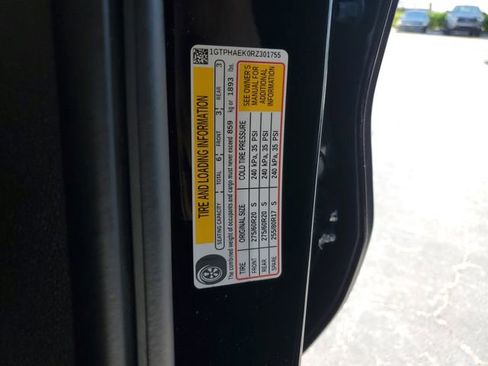 1GTPHAEK0RZ301755
TIRE AND LOADING INFORMATION
SEATING CAPACITY TOTAL 6 FRONT 3 REAR 3
The combined weight of occupants and cargo must never exceed 859 kg or 1893 lbs.
TIRE ORIGINAL SIZE COLD TIRE PRESSURE
FRONT 275/60R20 S 240 kPa, 35 PSI
REAR 275/60R20 S 240 kPa, 35 PSI
SPARE 255/80R17 S 240 kPa, 35 PSI
SEE OWNER'S
MANUAL FOR
ADDITIONAL
INFORMATION